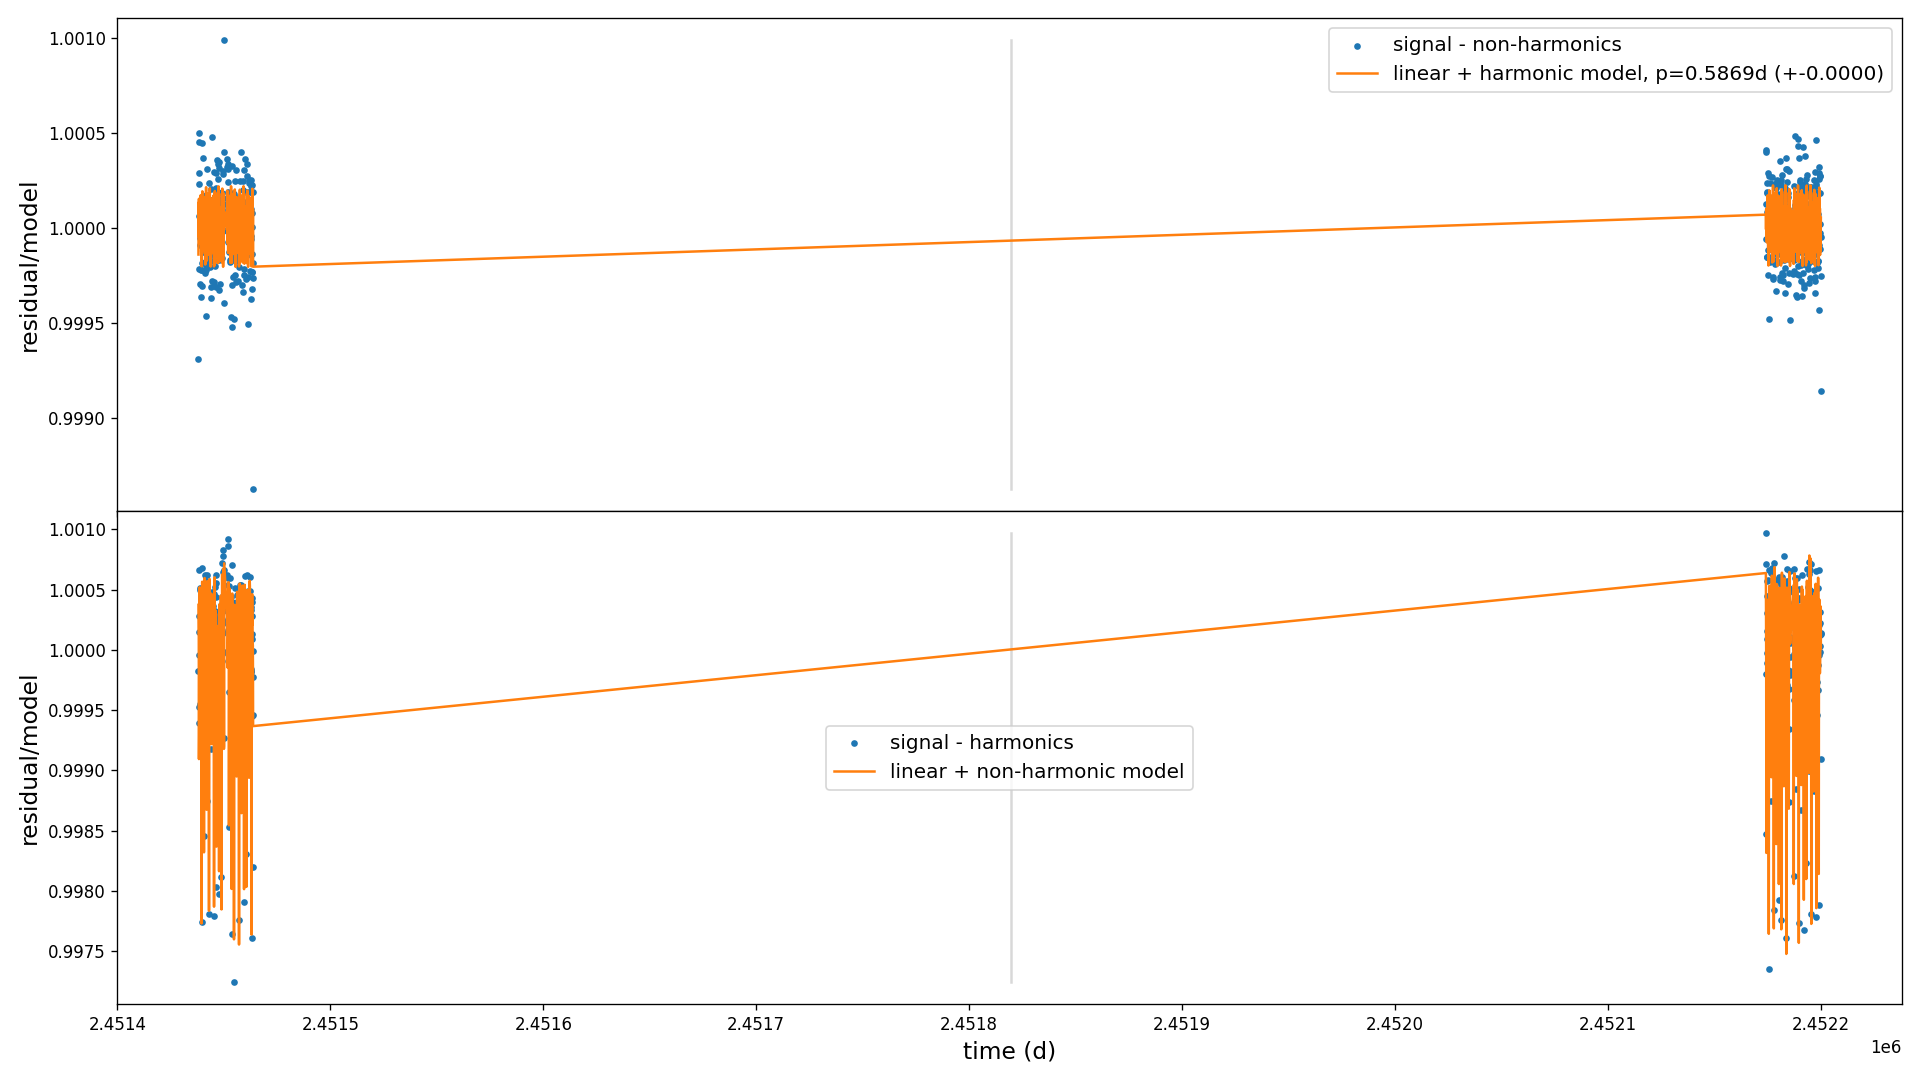 1.0010
1.0005
1.0000
0.9995
0.9990
residual/model
signal - non-harmonics
linear + harmonic model, p=0.5869d (+-0.0000)
1.0010
1.0005
1.0000
0.9995
0.9990
0.9985
0.9980
0.9975
residual/model
signal - harmonics
linear + non-harmonic model
2.4514 2.4515 2.4516 2.4517 2.4518 2.4519 2.4520 2.4521 2.4522
1e6
time (d)